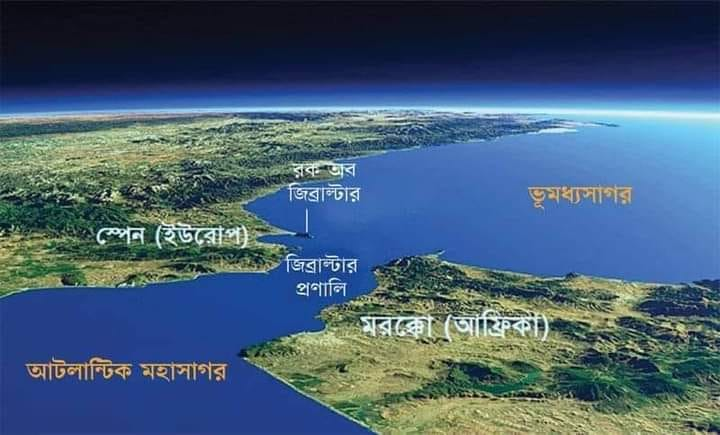 রক অব
জিব্রাল্টার
ভূমধ্যসাগর
স্পেন (ইউরোপ)
জিব্রাল্টার
প্রণালি
মরক্কো (আফ্রিকা)
আটলান্টিক মহাসাগর